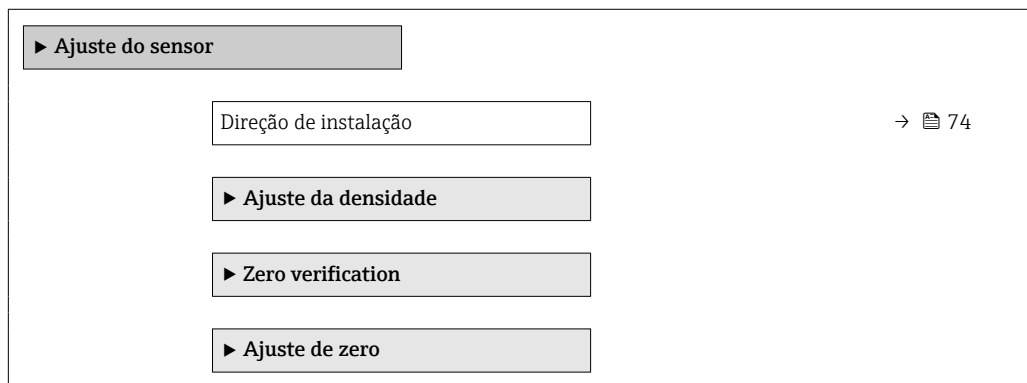 ▶ Ajuste do sensor
Direção de instalação → 74
▶ Ajuste da densidade
▶ Zero verification
▶ Ajuste de zero